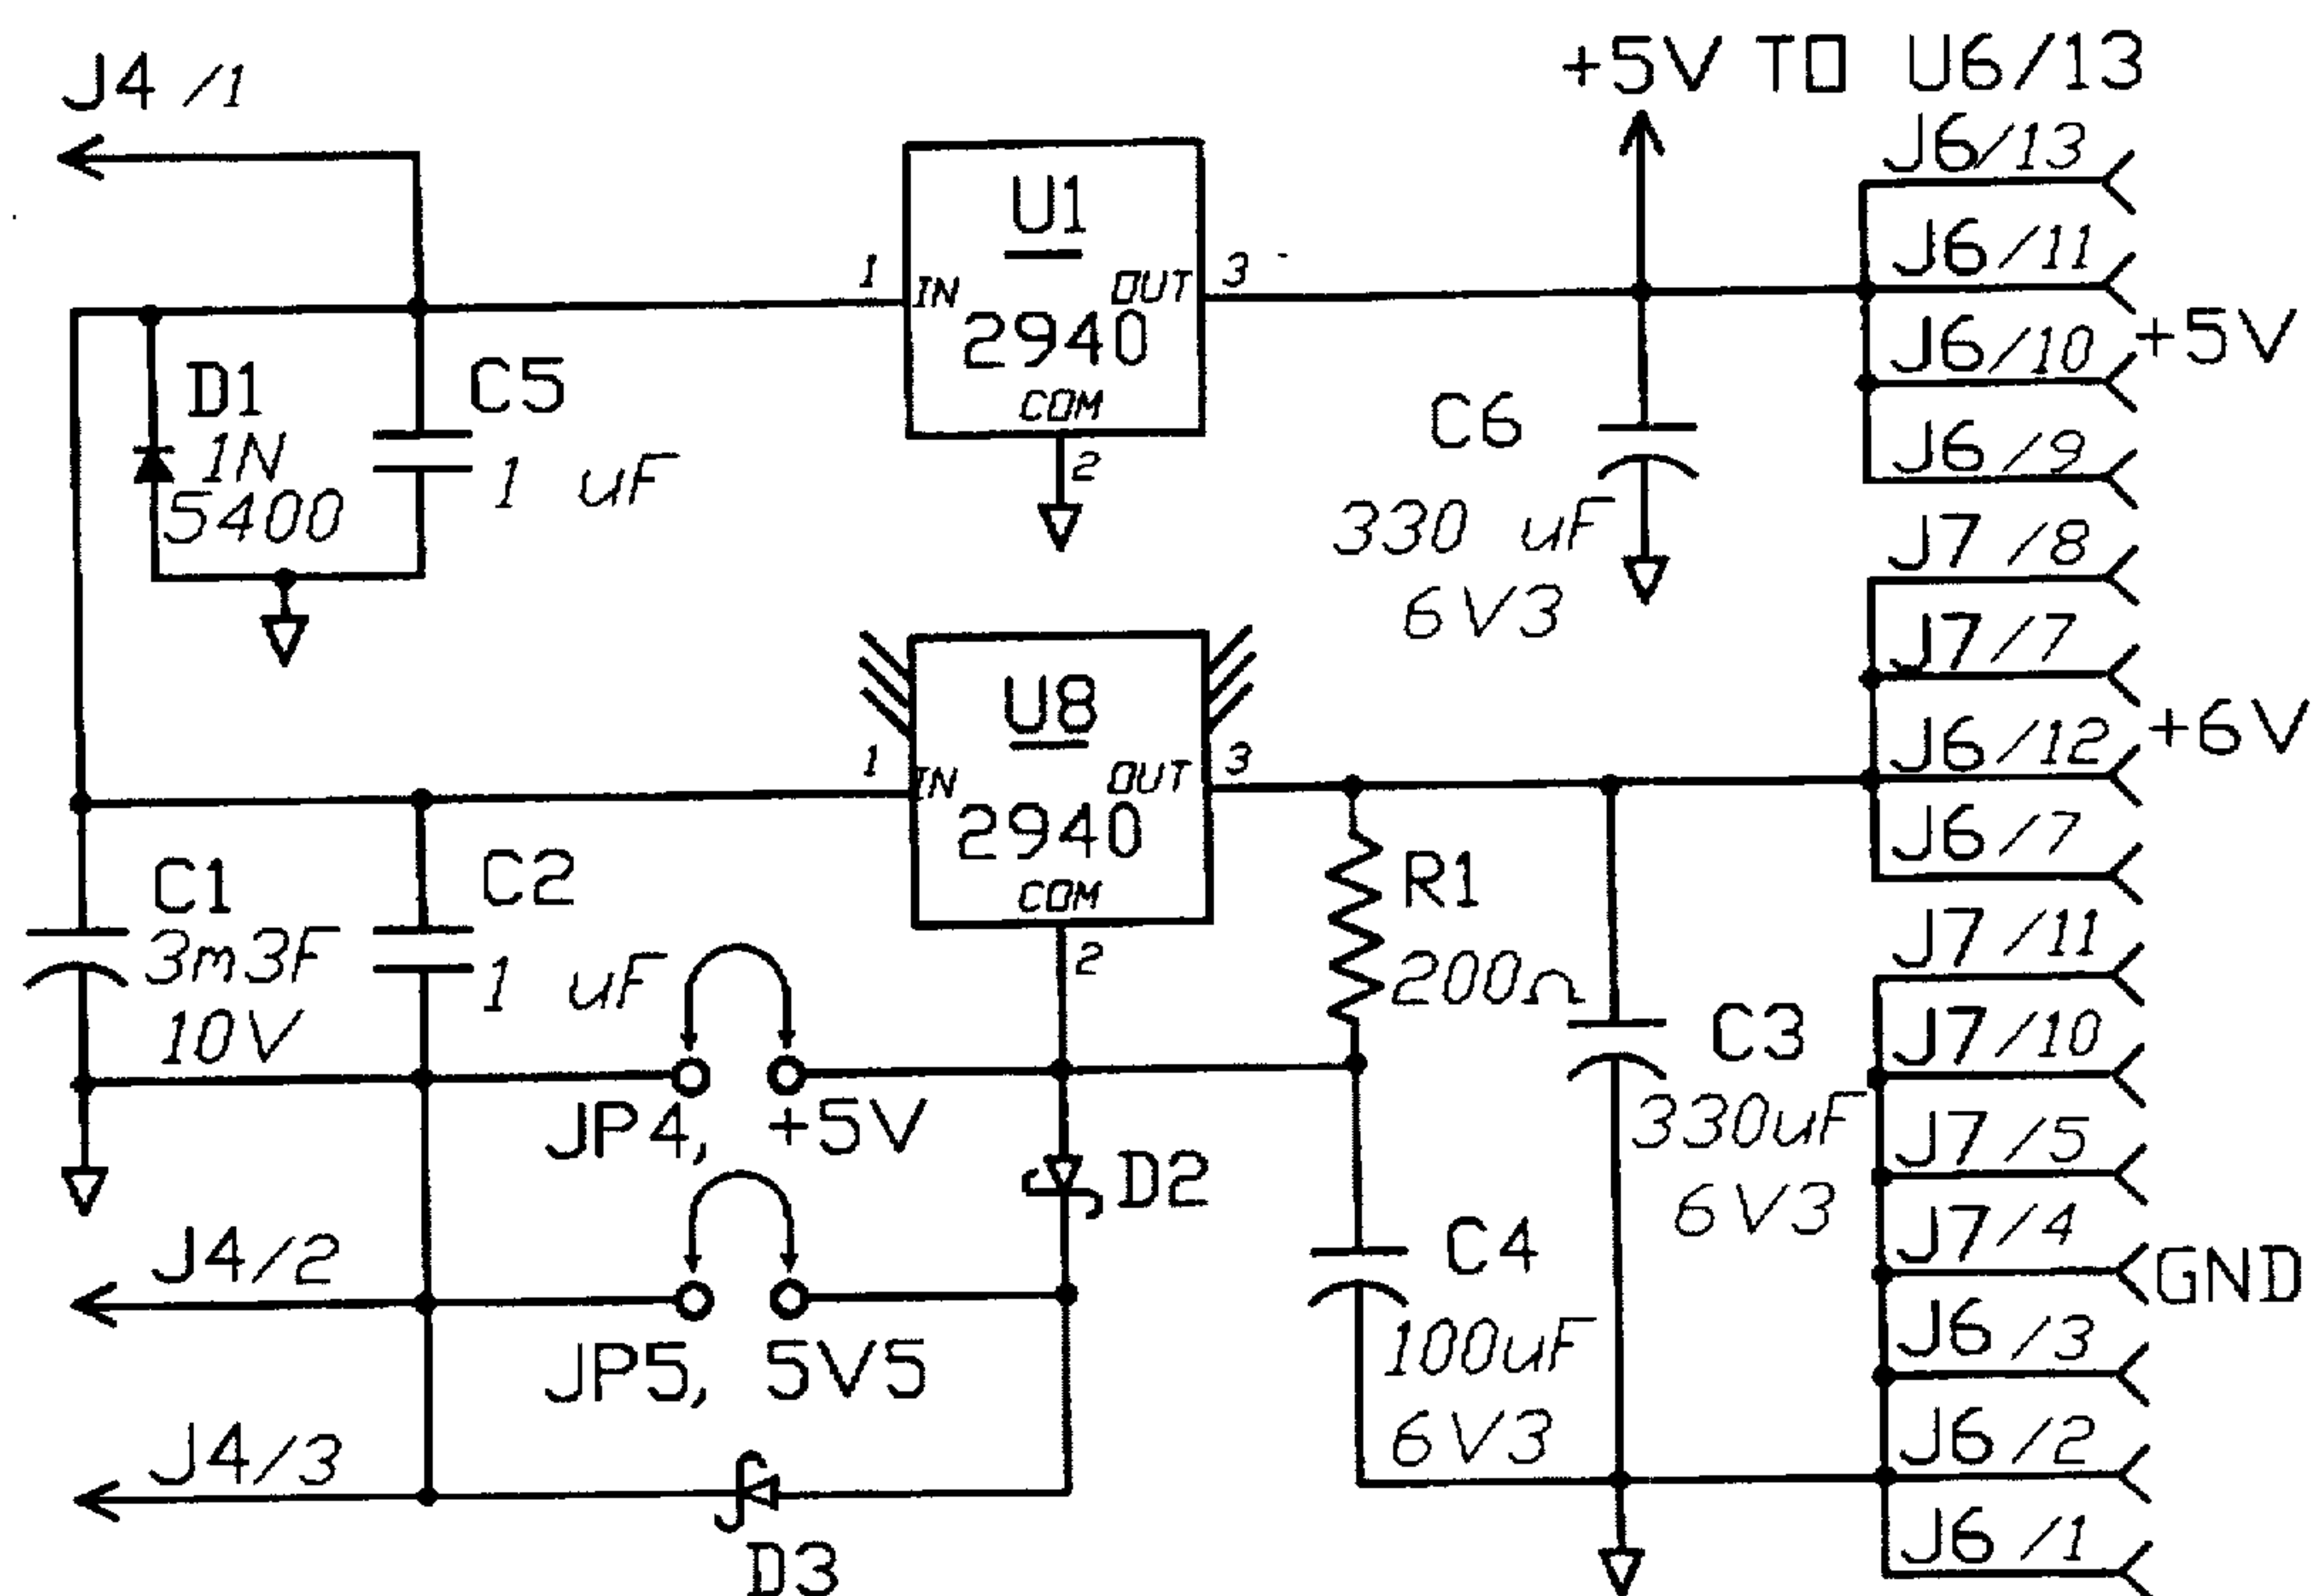 J4 /1
+5V TO U6/13
J6/13
U1
J6/11
1 IN OUT 3
2940
+5V
J6/10
D1
C5
COM
C6
1N
J6/9
2
5400
1 uF
330 uF
J7/8
6V3
J7/7
U8
+6V
J6/12
1 IN OUT 3
2940
J6/7
C1
C2
COM
R1
J7/11
3m3F
2
1 uF
200Ω
10V
C3
J7/10
JP4, +5V
330uF
J7/5
D2
6V3
J7/4
J4/2
C4
GND
JP5, 5V5
100uF
J6/3
6V3
J6/2
J4/3
D3
J6/1